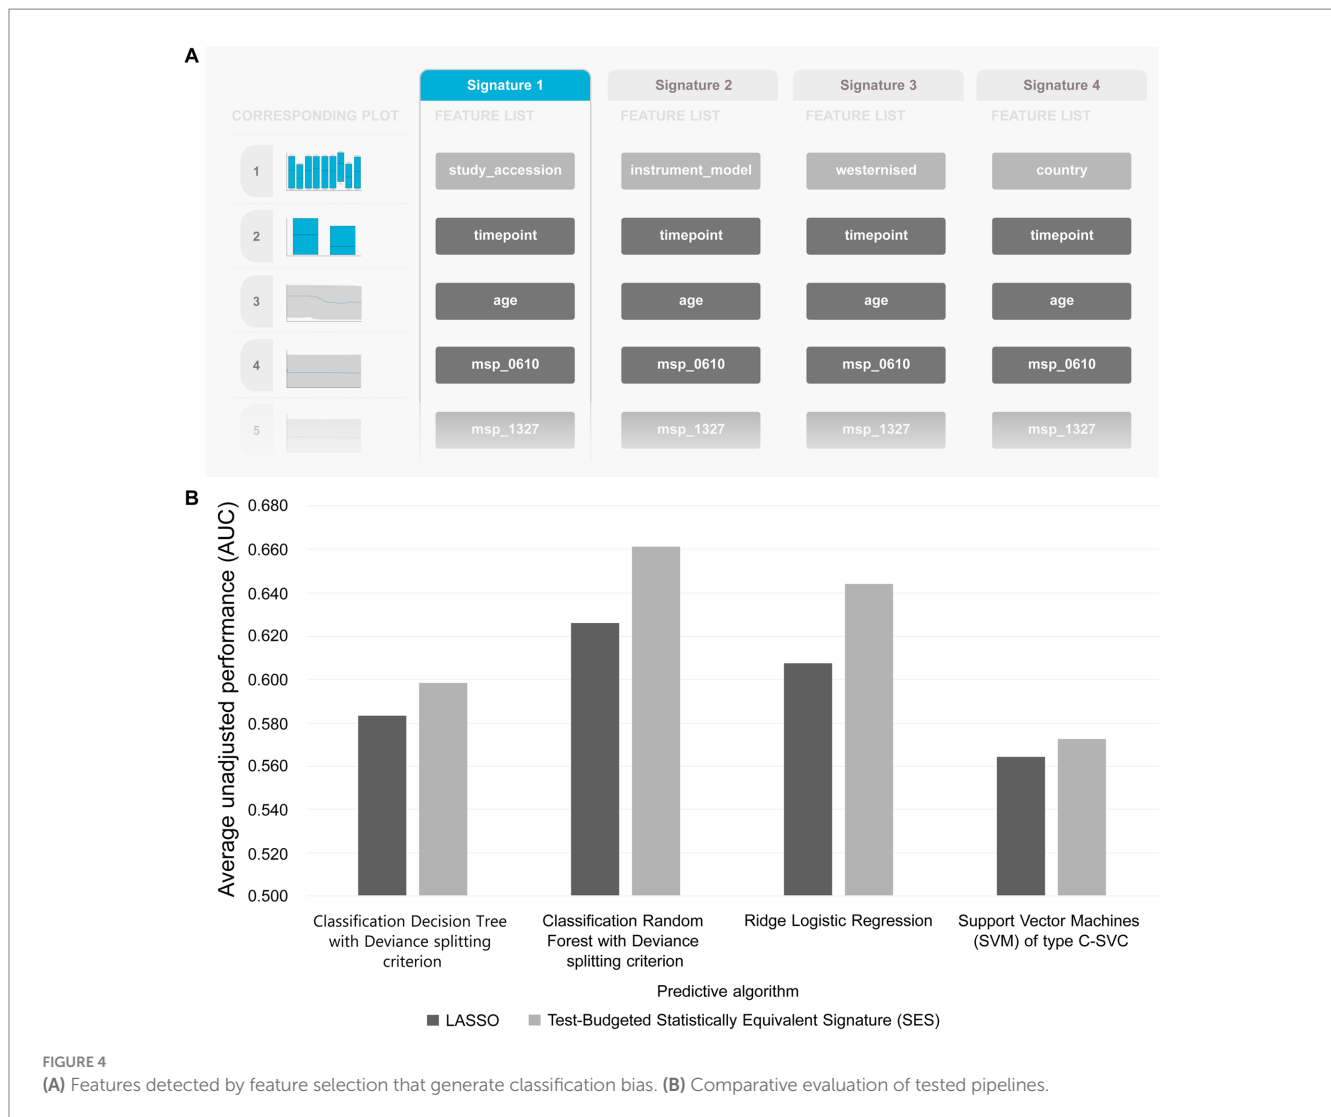 A
Signature 1 Signature 2 Signature 3 Signature 4
CORRESPONDING PLOT FEATURE LIST FEATURE LIST FEATURE LIST FEATURE LIST
1 study_accession instrument_model westernised country
2 timepoint timepoint timepoint timepoint
3 age age age age
4 msp_0610 msp_0610 msp_0610 msp_0610
5 msp_1327 msp_1327 msp_1327 msp_1327
B
Average unadjusted performance (AUC)
0.680
0.660
0.640
0.620
0.600
0.580
0.560
0.540
0.520
0.500
Classification Decision Tree
with Deviance splitting
criterion
Classification Random
Forest with Deviance
splitting criterion
Ridge Logistic Regression
Support Vector Machines
(SVM) of type C-SVC
Predictive algorithm
LASSO Test-Budgeted Statistically Equivalent Signature (SES)
FIGURE 4
(A) Features detected by feature selection that generate classification bias. (B) Comparative evaluation of tested pipelines.